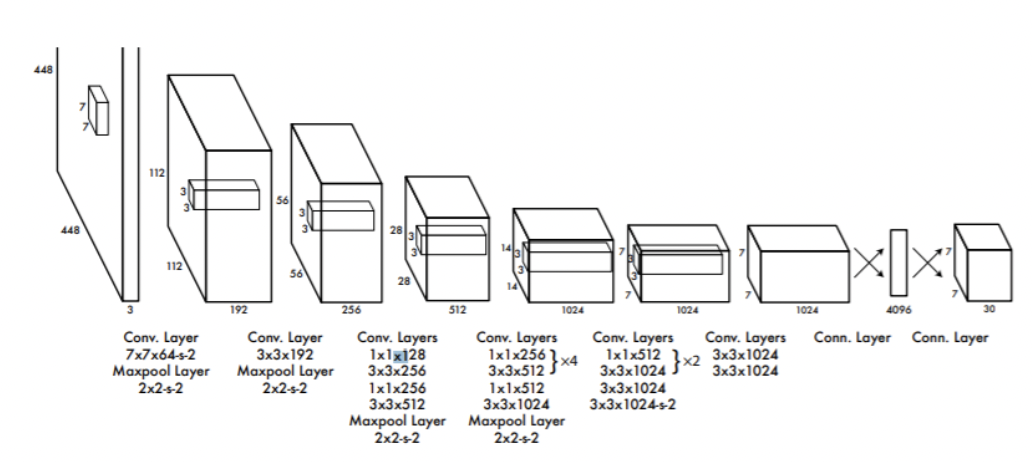 448
7
7
448
3
112
3
3
112
192
56
3
3
56
256
28
3
3
28
512
14
3
3
14
1024
7
3
3
7
1024
7
7
1024
4096
7
7
30
Conv. Layer
7x7x64-s-2
Maxpool Layer
2x2-s-2
Conv. Layer
3x3x192
Maxpool Layer
2x2-s-2
Conv. Layers
1x1x128
3x3x256
1x1x256
3x3x512
Maxpool Layer
2x2-s-2
Conv. Layers
1x1x256
3x3x512
}×4
1x1x512
3x3x1024
Maxpool Layer
2x2-s-2
Conv. Layers
1x1x512
3x3x1024
}×2
3x3x1024
3x3x1024-s-2
Conv. Layers
3x3x1024
3x3x1024
Conn. Layer
Conn. Layer